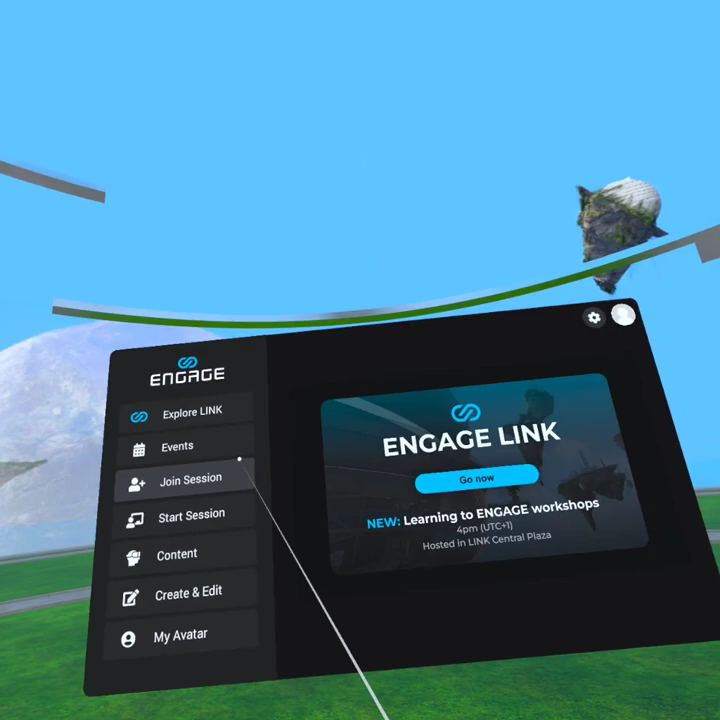 ENGAGE
Explore LINK
Events
Join Session
Start Session
Content
Create & Edit
My Avatar
ENGAGE LINK
Go now
NEW: Learning to ENGAGE workshops
4pm (UTC+1)
Hosted in LINK Central Plaza